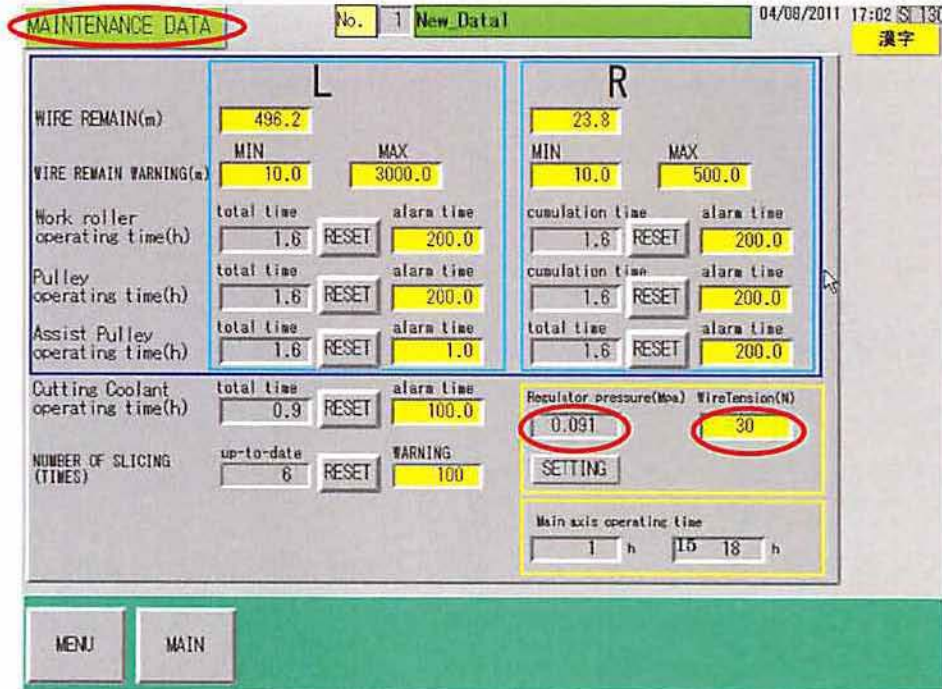 MAINTENANCE DATA No. 1 New_Data1 04/08/2011 17:02
漢字
L R
WIRE REMAIN(m) 496.2 23.8
MIN MAX MIN MAX
WIRE REMAIN WARNING(m) 10.0 3000.0 10.0 500.0
total time alarm time cumulation time alarm time
Work roller
operating time(h) 1.6 RESET 200.0 1.6 RESET 200.0
total time alarm time cumulation time alarm time
Pulley
operating time(h) 1.6 RESET 200.0 1.6 RESET 200.0
total time alarm time total time alarm time
Assist Pulley
operating time(h) 1.6 RESET 1.0 1.6 RESET 200.0
Cutting Coolant total time alarm time
operating time(h) 0.9 RESET 100.0
Regulator pressure(Mpa) WireTension(N)
0.091 30
up-to-date WARNING
NUMBER OF SLICING
(TIMES) 6 RESET 100
SETTING
Main axis operating time
1 h 15 18 h
MENU MAIN